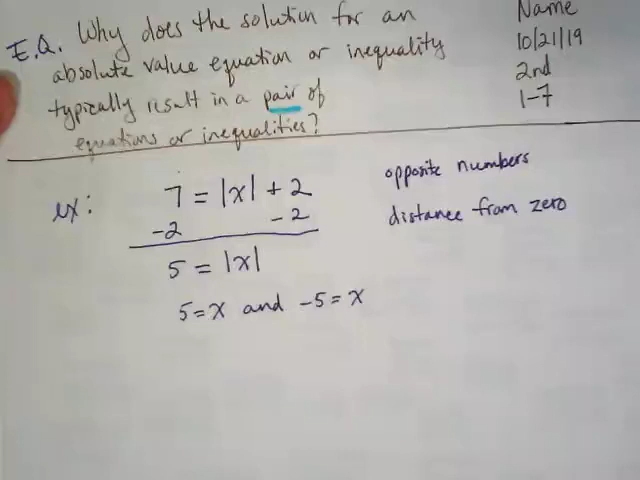 E.Q. Why does the solution for an
absolute value equation or inequality
typically result in a pair of
equations or inequalities?
Name
10/21/19
2nd
1-7
ex: 7 = |x| + 2
-2 -2
5 = |x|
5 = x and -5 = x
opposite numbers
distance from zero